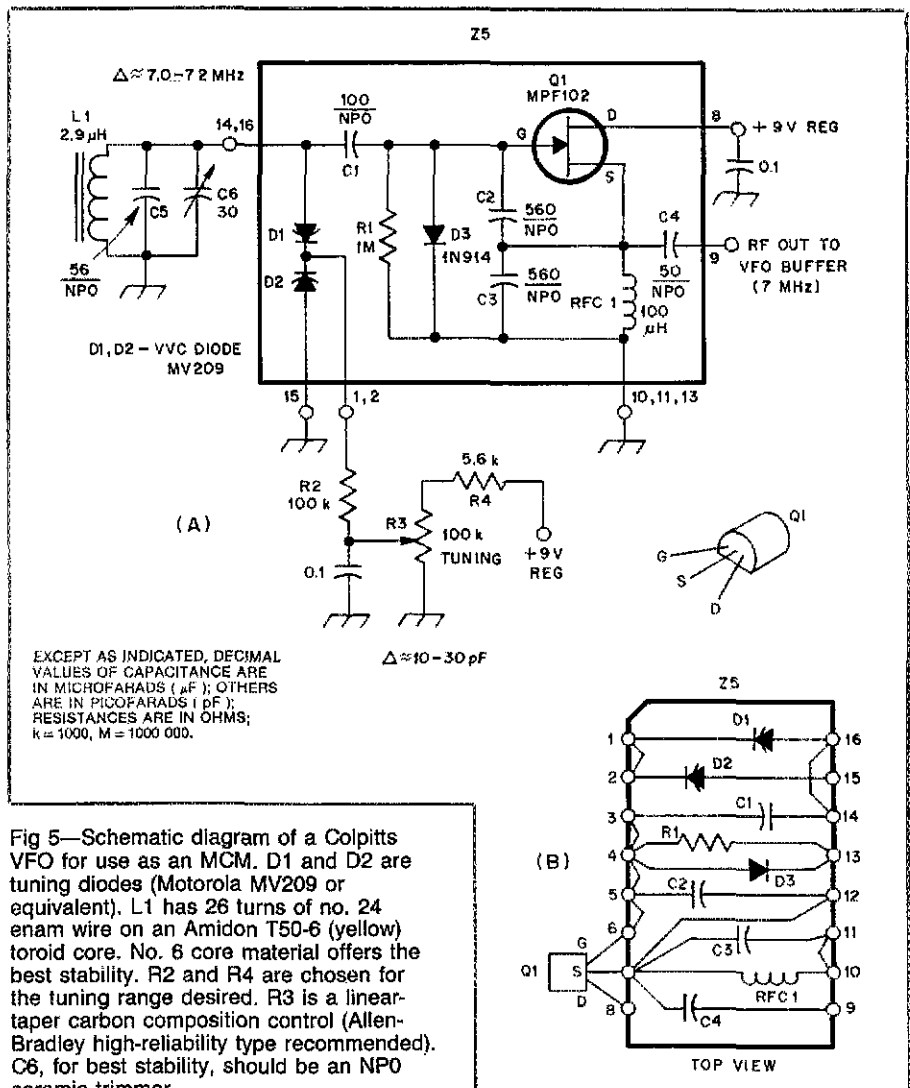 Z5
Δ≈7.0–7.2 MHz
L1
2.9 μH
14,16
C5
C6
30
56
NPO
100
NPO
C1
Q1
MPF102
D
G
S
8
+9V REG
0.1
D1
D2
R1
1M
D3
1N914
C2
560
NPO
C3
560
NPO
C4
50
NPO
RFC 1
100
μH
9
RF OUT TO
VFO BUFFER
(7 MHz)
D1, D2 – VVC DIODE
MV209
15
1,2
10,11,13
R2
100 k
5.6 k
R4
R3
100 k
TUNING
+9V
REG
0.1
(A)
Δ≈10–30 pF
Q1
G
S
D
EXCEPT AS INDICATED, DECIMAL
VALUES OF CAPACITANCE ARE
IN MICROFARADS ( μF ); OTHERS
ARE IN PICOFARADS ( pF );
RESISTANCES ARE IN OHMS;
k = 1000, M = 1000 000.
Z5
1
D1
16
2
D2
15
3
C1
14
4
R1
13
D3
5
C2
12
6
G
11
C3
Q1
S
10
RFC 1
D
8
C4
9
(B)
TOP VIEW
Fig 5—Schematic diagram of a Colpitts
VFO for use as an MCM. D1 and D2 are
tuning diodes (Motorola MV209 or
equivalent). L1 has 26 turns of no. 24
enam wire on an Amidon T50-6 (yellow)
toroid core. No. 6 core material offers the
best stability. R2 and R4 are chosen for
the tuning range desired. R3 is a linear-
taper carbon composition control (Allen-
Bradley high-reliability type recommended).
C6, for best stability, should be an NP0
ceramic trimmer.